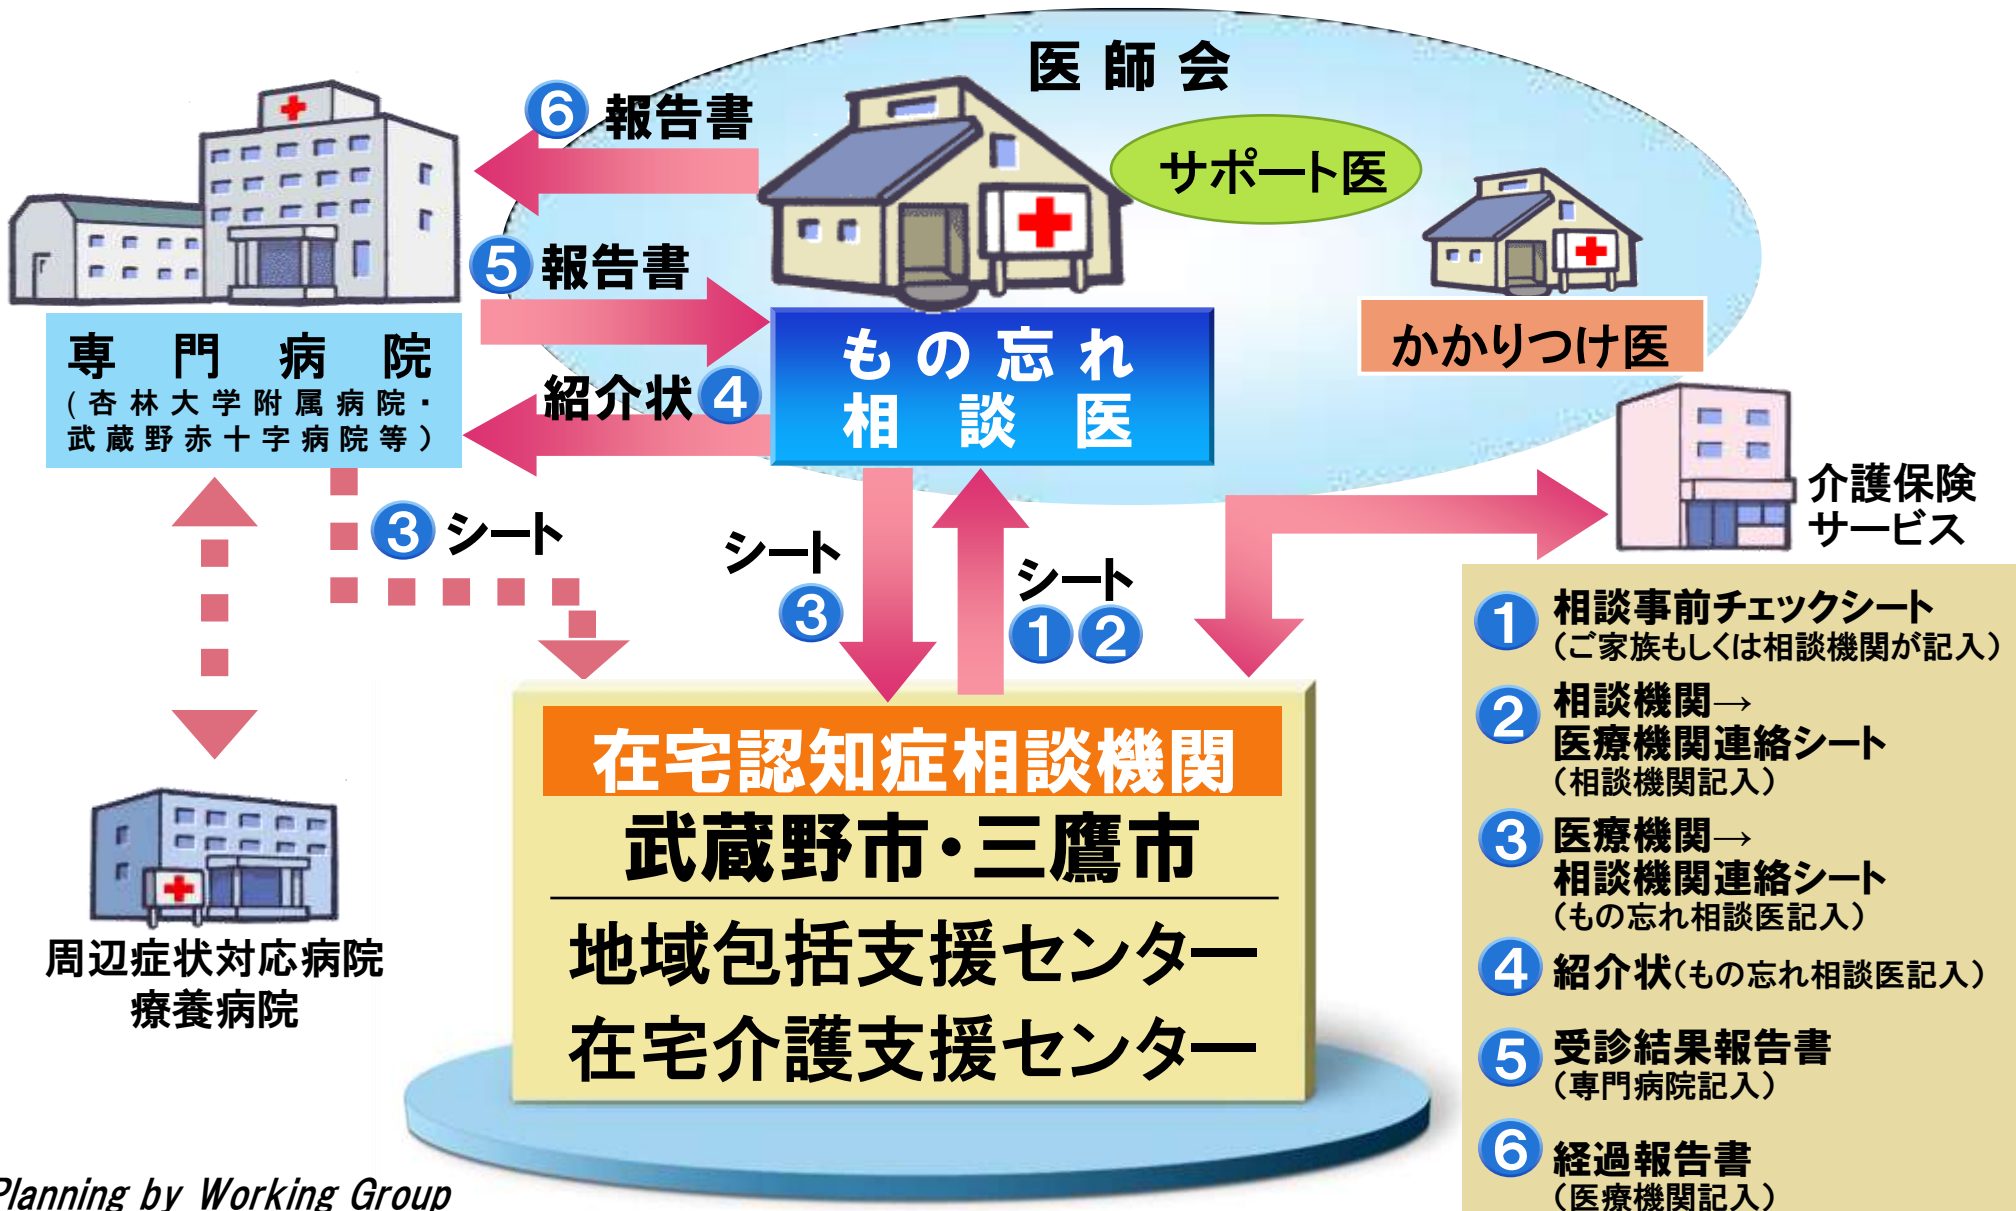 医師会
⑥報告書
サポート医
⑤報告書
専門病院
(杏林大学附属病院・
武蔵野赤十字病院等)
紹介状④
もの忘れ
相談医
かかりつけ医
介護保険
サービス
③シート
シート
③
シート
①②
在宅認知症相談機関
武蔵野市・三鷹市
地域包括支援センター
在宅介護支援センター
周辺症状対応病院
療養病院
①相談事前チェックシート
(ご家族もしくは相談機関が記入)
②相談機関→
医療機関連絡シート
(相談機関記入)
③医療機関→
相談機関連絡シート
(もの忘れ相談医記入)
④紹介状(もの忘れ相談医記入)
⑤受診結果報告書
(専門病院記入)
⑥経過報告書
(医療機関記入)
Planning by Working Group